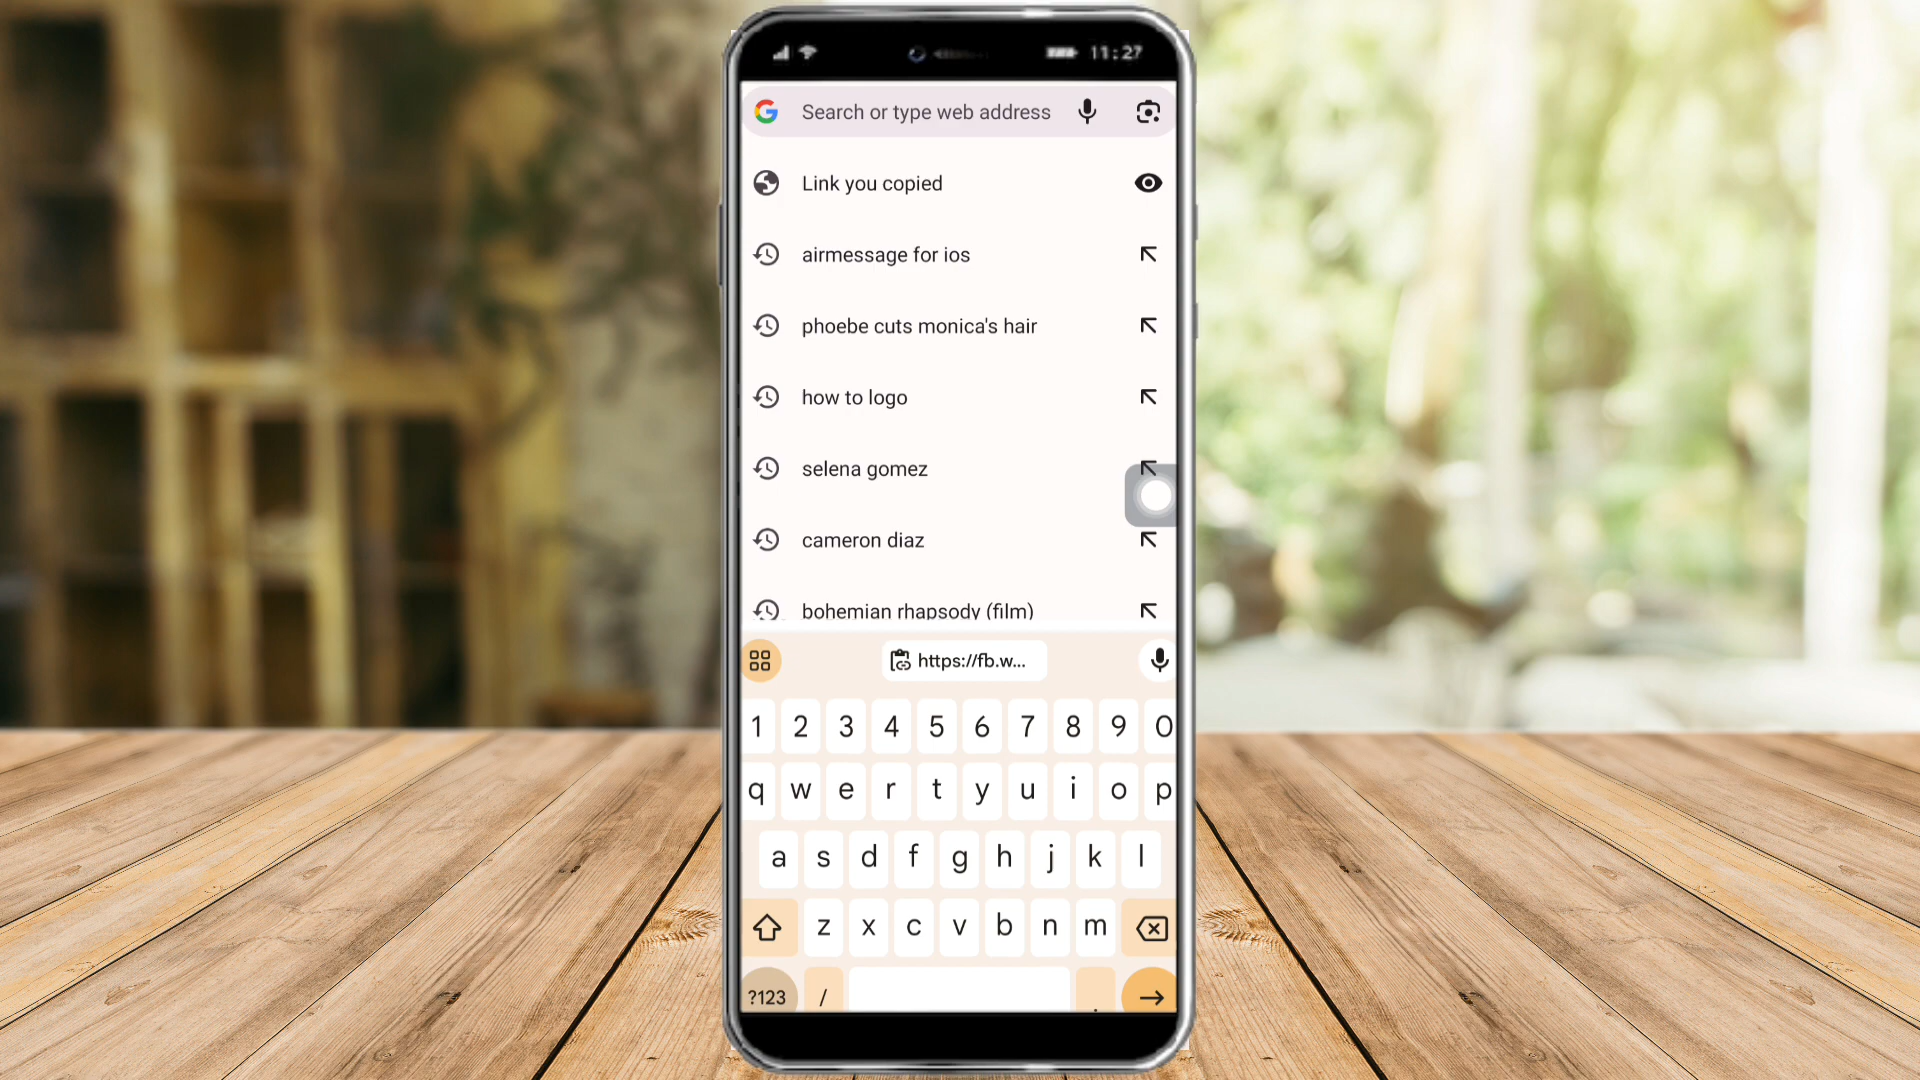 11:27
Search or type web address
Link you copied
airmessage for ios
phoebe cuts monica's hair
how to logo
selena gomez
cameron diaz
bohemian rhapsody (film)
https://fb.w...
1 2 3 4 5 6 7 8 9 0
q w e r t y u i o p
a s d f g h j k l
z x c v b n m
?123 / .